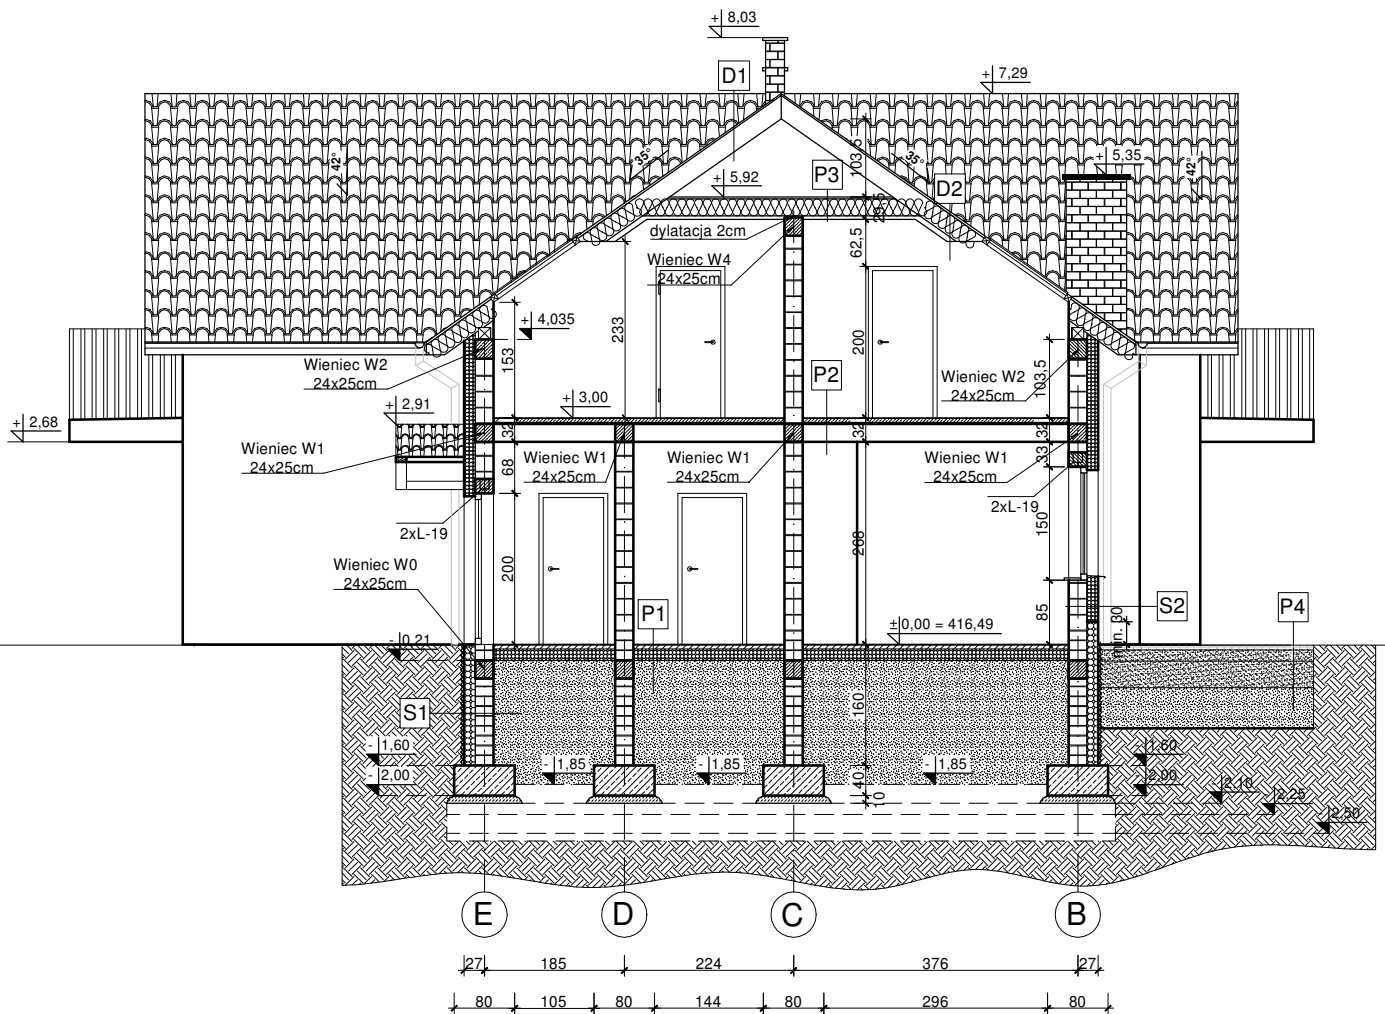 + 8,03
D1
+ 7,29
42°
35°
103,5
35°
+ 5,35
42°
+ 5,92
P3
D2
29,5
dylatacja 2cm
62,5
Wieniec W4
24x25cm
+ 4,035
233
200
153
103,5
Wieniec W2
24x25cm
P2
Wieniec W2
24x25cm
+ 3,00
+ 2,91
+ 2,68
32
32
32
Wieniec W1
24x25cm
68
Wieniec W1
24x25cm
Wieniec W1
24x25cm
Wieniec W1
24x25cm
33
2xL-19
2xL-19
150
268
200
Wieniec W0
24x25cm
P1
S2
P4
85
min. 30
±0,00 = 416,49
- 0,21
S1
160
- 1,60
- 2,00
- 1,85
- 1,85
- 1,85
- 1,60
- 2,00
- 2,10
- 2,25
- 2,50
40
10
E
D
C
B
27
185
224
376
27
80
105
80
144
80
296
80